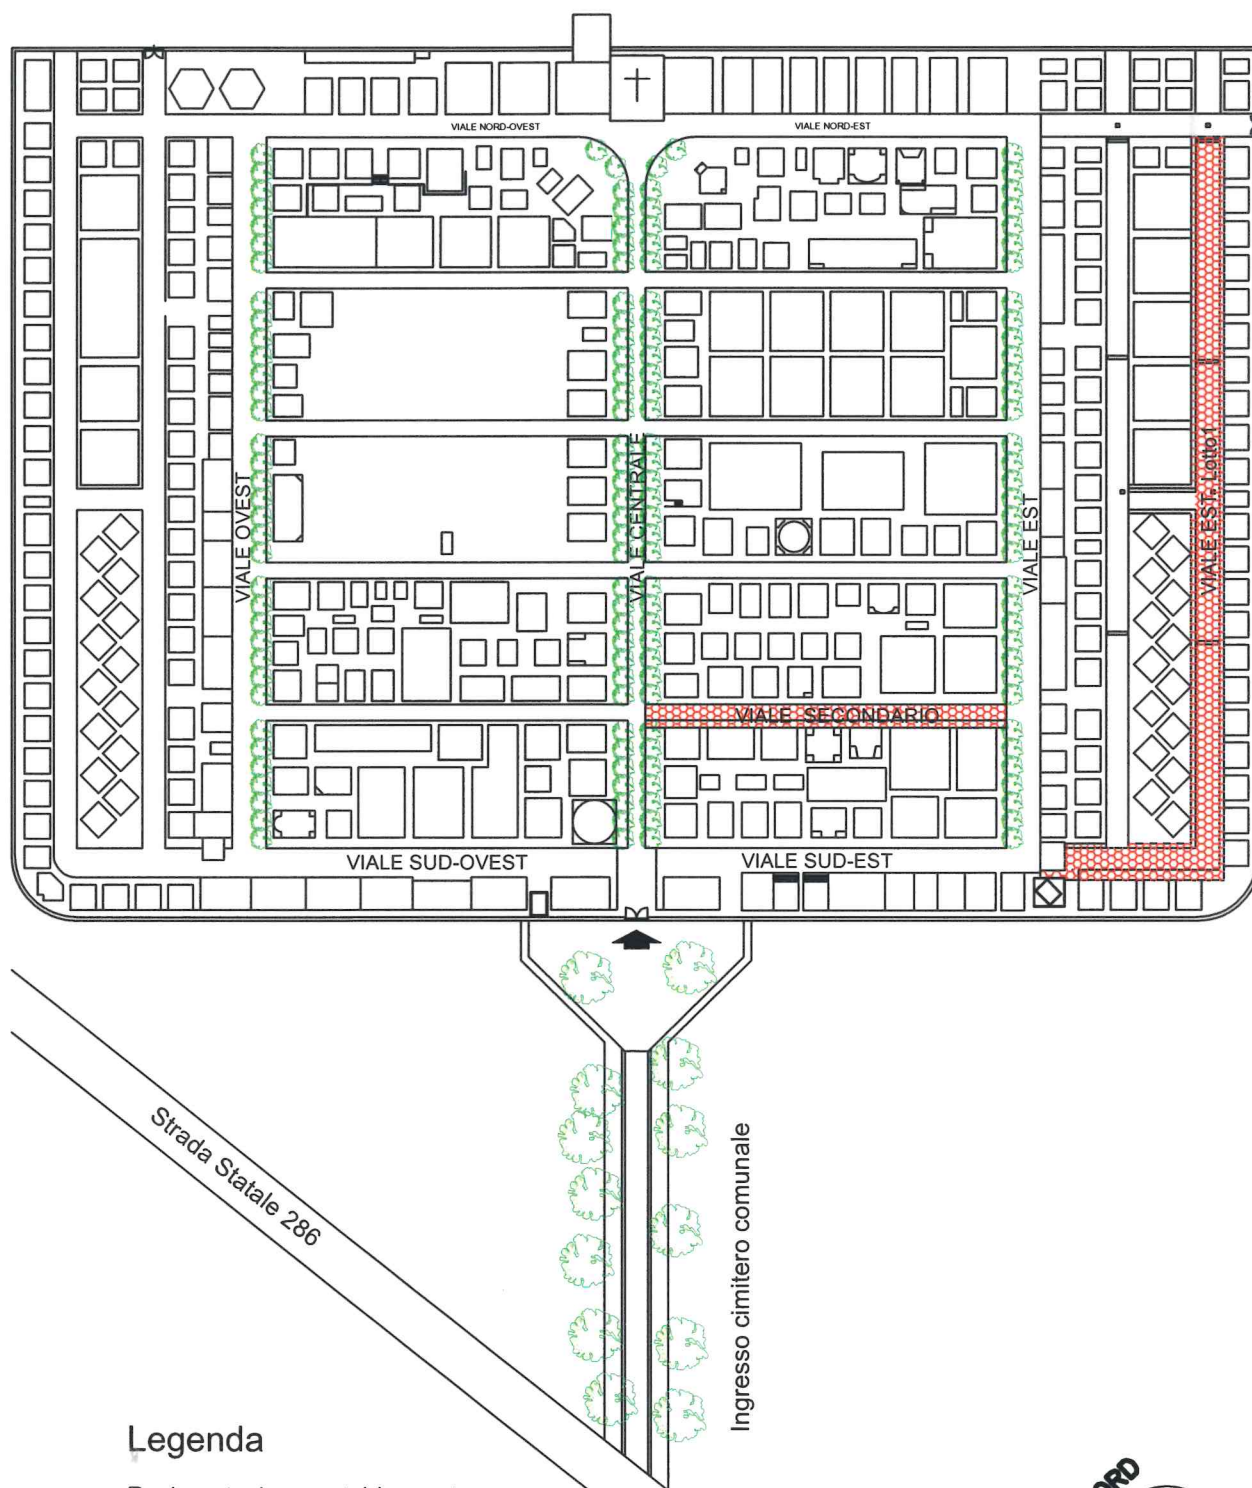 VIALE NORD-OVEST
VIALE NORD-EST
VIALE OVEST
VIALE CENTRALE
VIALE EST
VIALE EST. Lotto1
VIALE SECONDARIO
VIALE SUD-OVEST
VIALE SUD-EST
Strada Statale 286
Ingresso cimitero comunale
Legenda